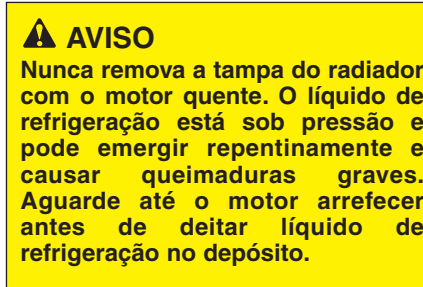 AVISO
Nunca remova a tampa do radiador
com o motor quente. O líquido de
refrigeração está sob pressão e
pode emergir repentinamente e
causar queimaduras graves.
Aguarde até o motor arrefecer
antes de deitar líquido de
refrigeração no depósito.